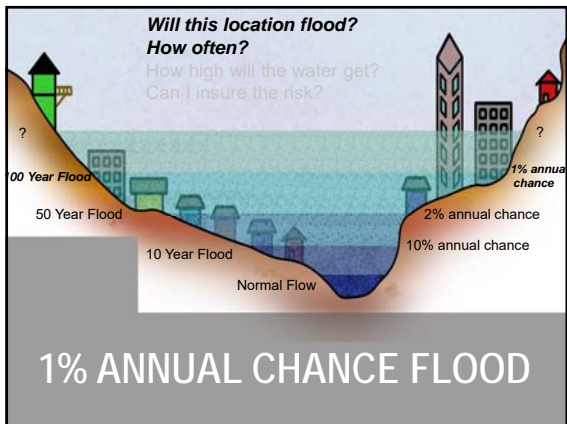 Will this location flood?
How often?
How high will the water get?
Can I insure the risk?
?
?
100 Year Flood
1% annual
chance
50 Year Flood
2% annual chance
10 Year Flood
10% annual chance
Normal Flow
1% ANNUAL CHANCE FLOOD